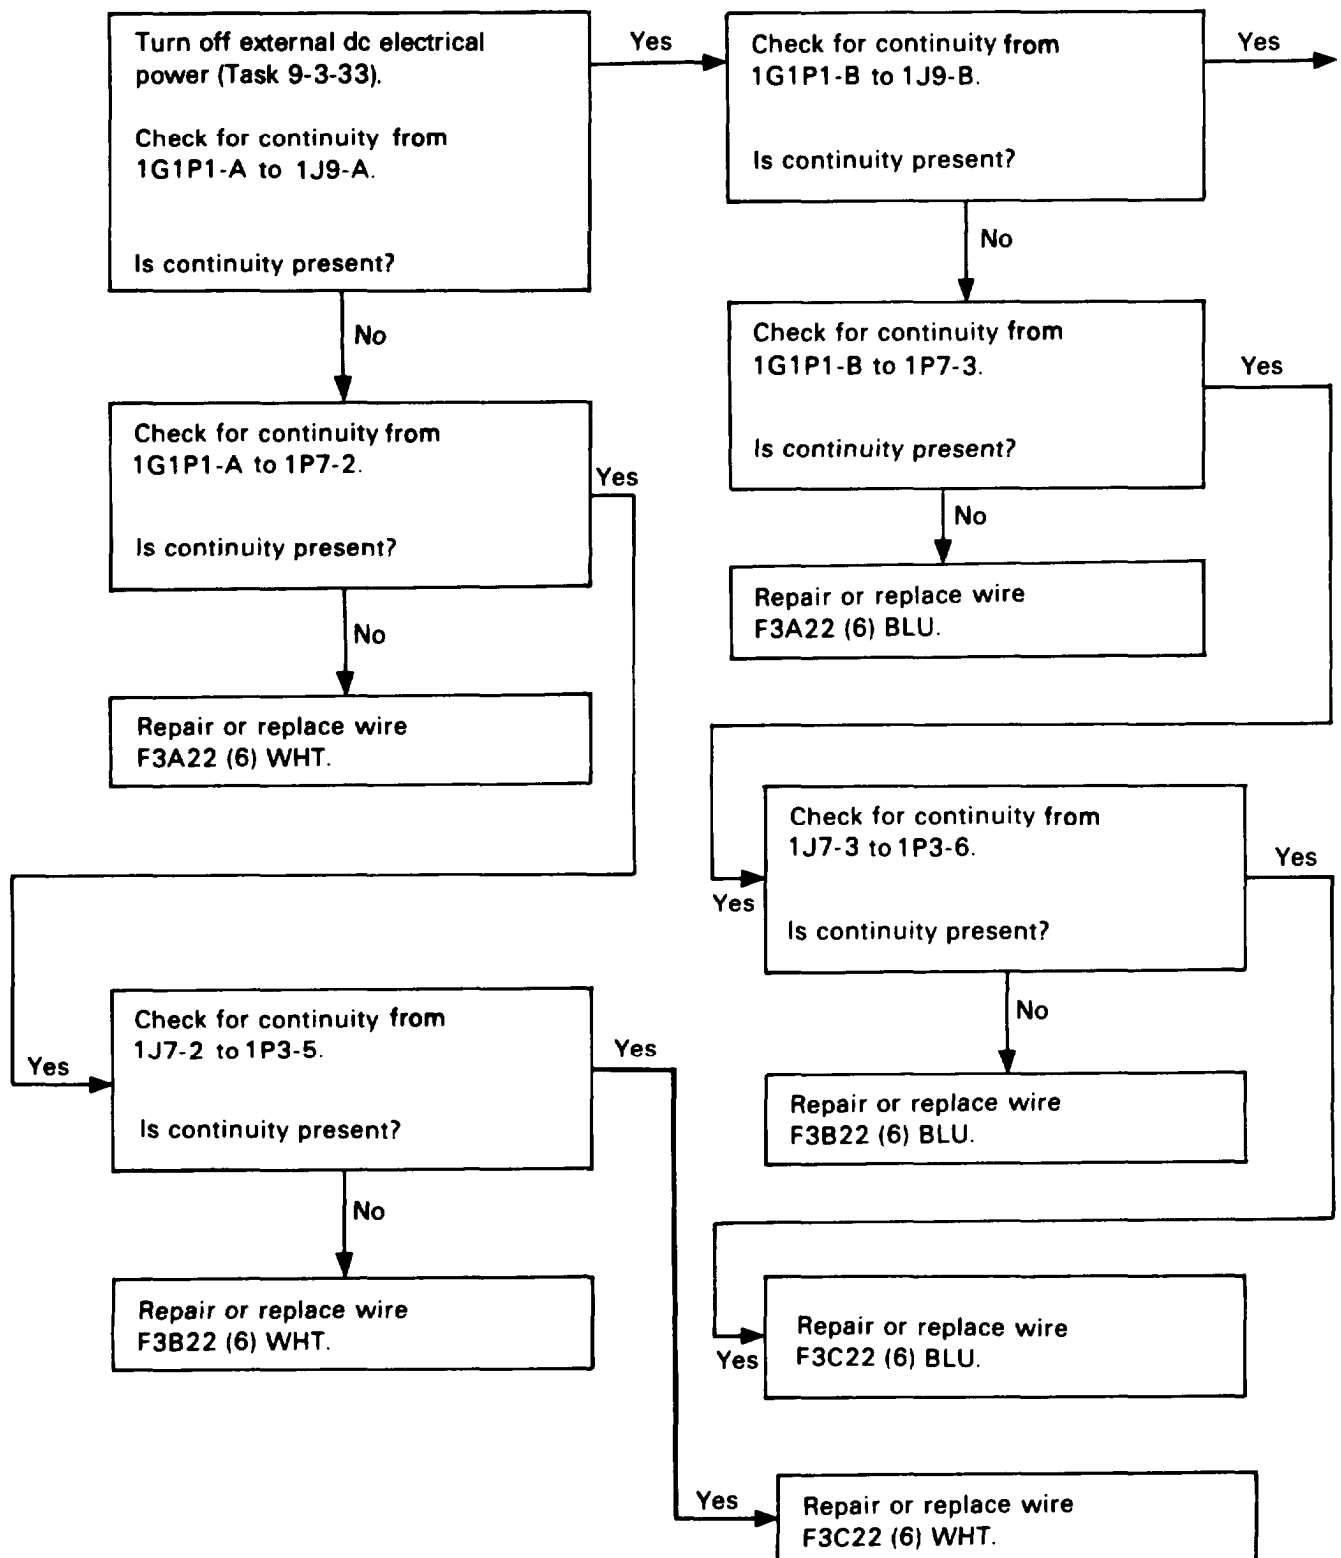 Turn off external dc electrical
power (Task 9-3-33).
Check for continuity from
1G1P1-A to 1J9-A.
Is continuity present?
Yes
No
Check for continuity from
1G1P1-B to 1J9-B.
Is continuity present?
Yes
No
Check for continuity from
1G1P1-A to 1P7-2.
Is continuity present?
Yes
No
Repair or replace wire
F3A22 (6) WHT.
Check for continuity from
1G1P1-B to 1P7-3.
Is continuity present?
Yes
No
Repair or replace wire
F3A22 (6) BLU.
Yes
Check for continuity from
1J7-3 to 1P3-6.
Is continuity present?
Yes
No
Repair or replace wire
F3B22 (6) BLU.
Yes
Check for continuity from
1J7-2 to 1P3-5.
Is continuity present?
Yes
No
Repair or replace wire
F3B22 (6) WHT.
Yes
Repair or replace wire
F3C22 (6) BLU.
Yes
Repair or replace wire
F3C22 (6) WHT.